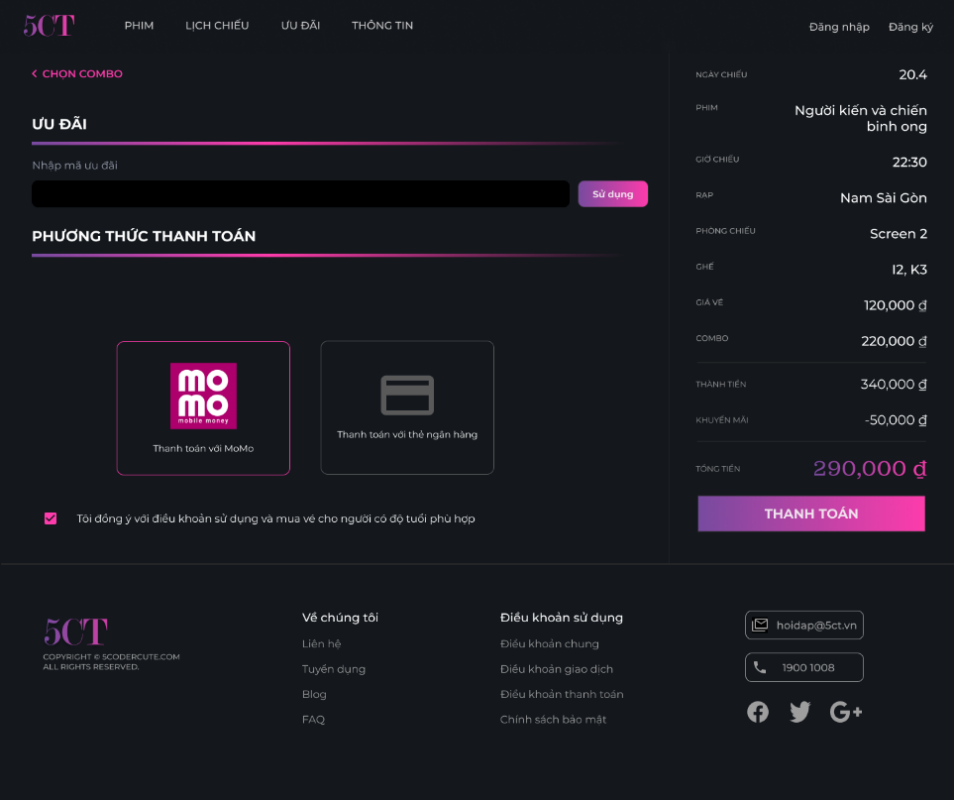 5CT
PHIM
LỊCH CHIẾU
ƯU ĐÃI
THÔNG TIN
Đăng nhập
Đăng ký
CHỌN COMBO
ƯU ĐÃI
Nhập mã ưu đãi
Sử dụng
PHƯƠNG THỨC THANH TOÁN
mo
mo
mobile money
Thanh toán với MoMo
Thanh toán với thẻ ngân hàng
Tôi đồng ý với điều khoản sử dụng và mua vé cho người có độ tuổi phù hợp
NGÀY CHIẾU
20.4
PHIM
Người kiến và chiến
binh ong
GIỜ CHIẾU
22:30
RẠP
Nam Sài Gòn
PHÒNG CHIẾU
Screen 2
GHẾ
I2, K3
GIÁ VÉ
120,000 ₫
COMBO
220,000 ₫
THÀNH TIỀN
340,000 ₫
KHUYẾN MÃI
-50,000 ₫
TỔNG TIỀN
290,000 ₫
THANH TOÁN
5CT
COPYRIGHT © 5CODERCUTE.COM
ALL RIGHTS RESERVED.
Về chúng tôi
Liên hệ
Tuyển dụng
Blog
FAQ
Điều khoản sử dụng
Điều khoản chung
Điều khoản giao dịch
Điều khoản thanh toán
Chính sách bảo mật
hoidap@5ct.vn
1900 1008